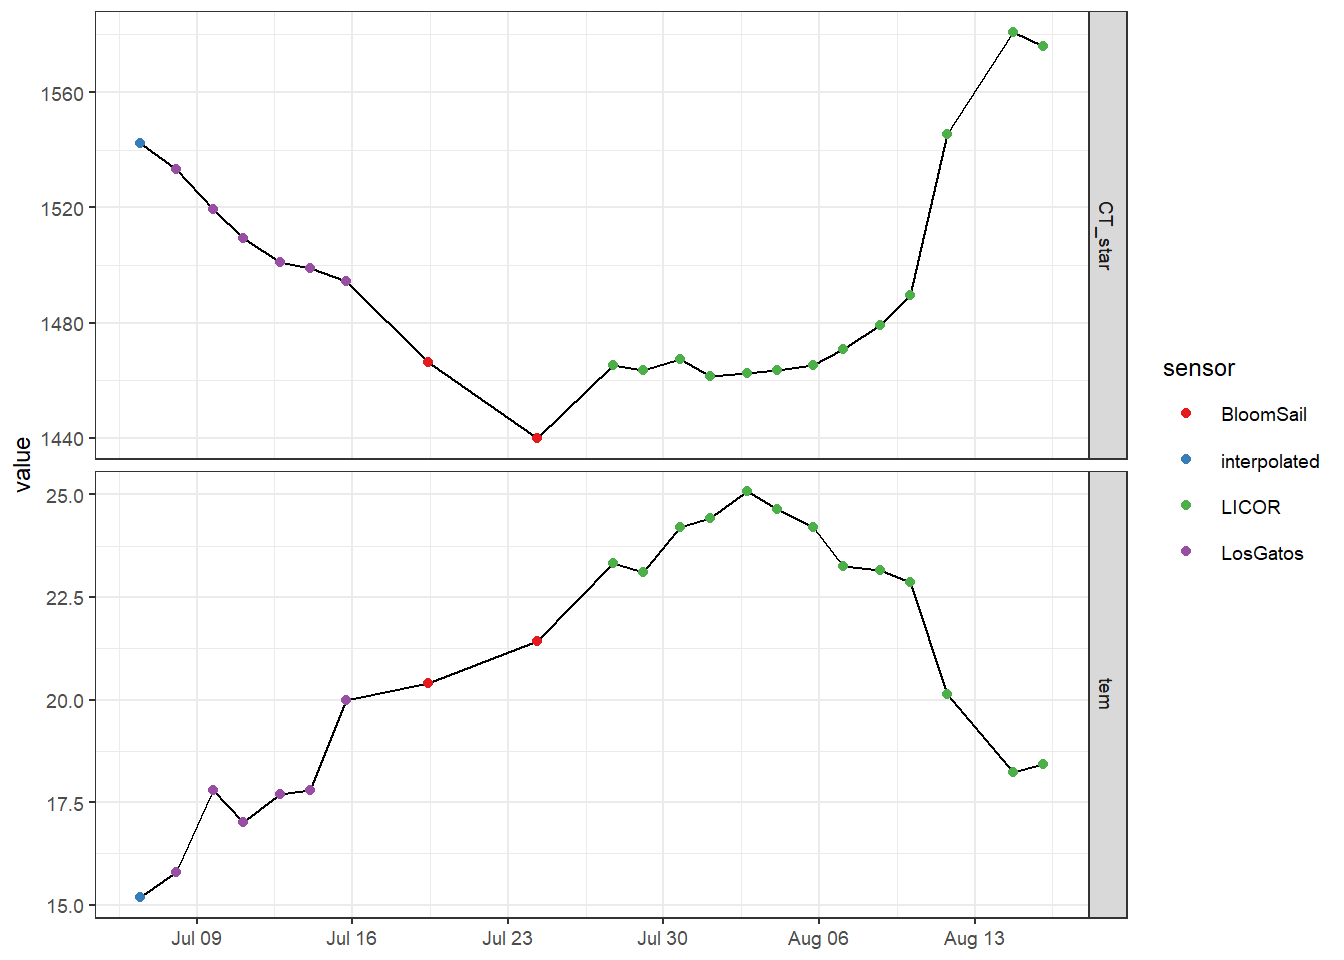 1560
1520
1480
1440
CT_star
value
25.0
22.5
20.0
17.5
15.0
tem
Jul 09 Jul 16 Jul 23 Jul 30 Aug 06 Aug 13
sensor
BloomSail
interpolated
LICOR
LosGatos